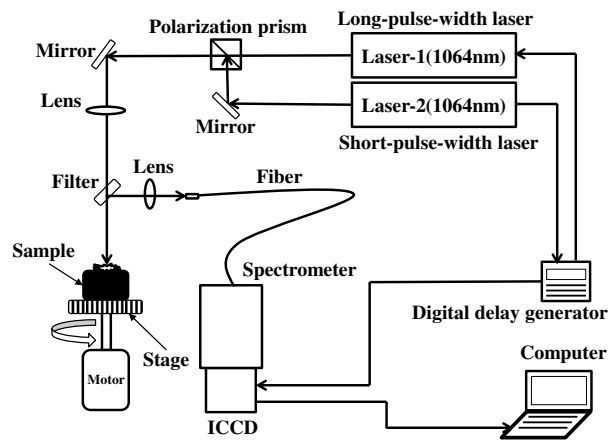 Polarization prism
Long-pulse-width laser
Mirror
Laser-1(1064nm)
Lens
Laser-2(1064nm)
Mirror
Short-pulse-width laser
Lens
Filter
Fiber
Sample
Spectrometer
Digital delay generator
Stage
Computer
Motor
ICCD